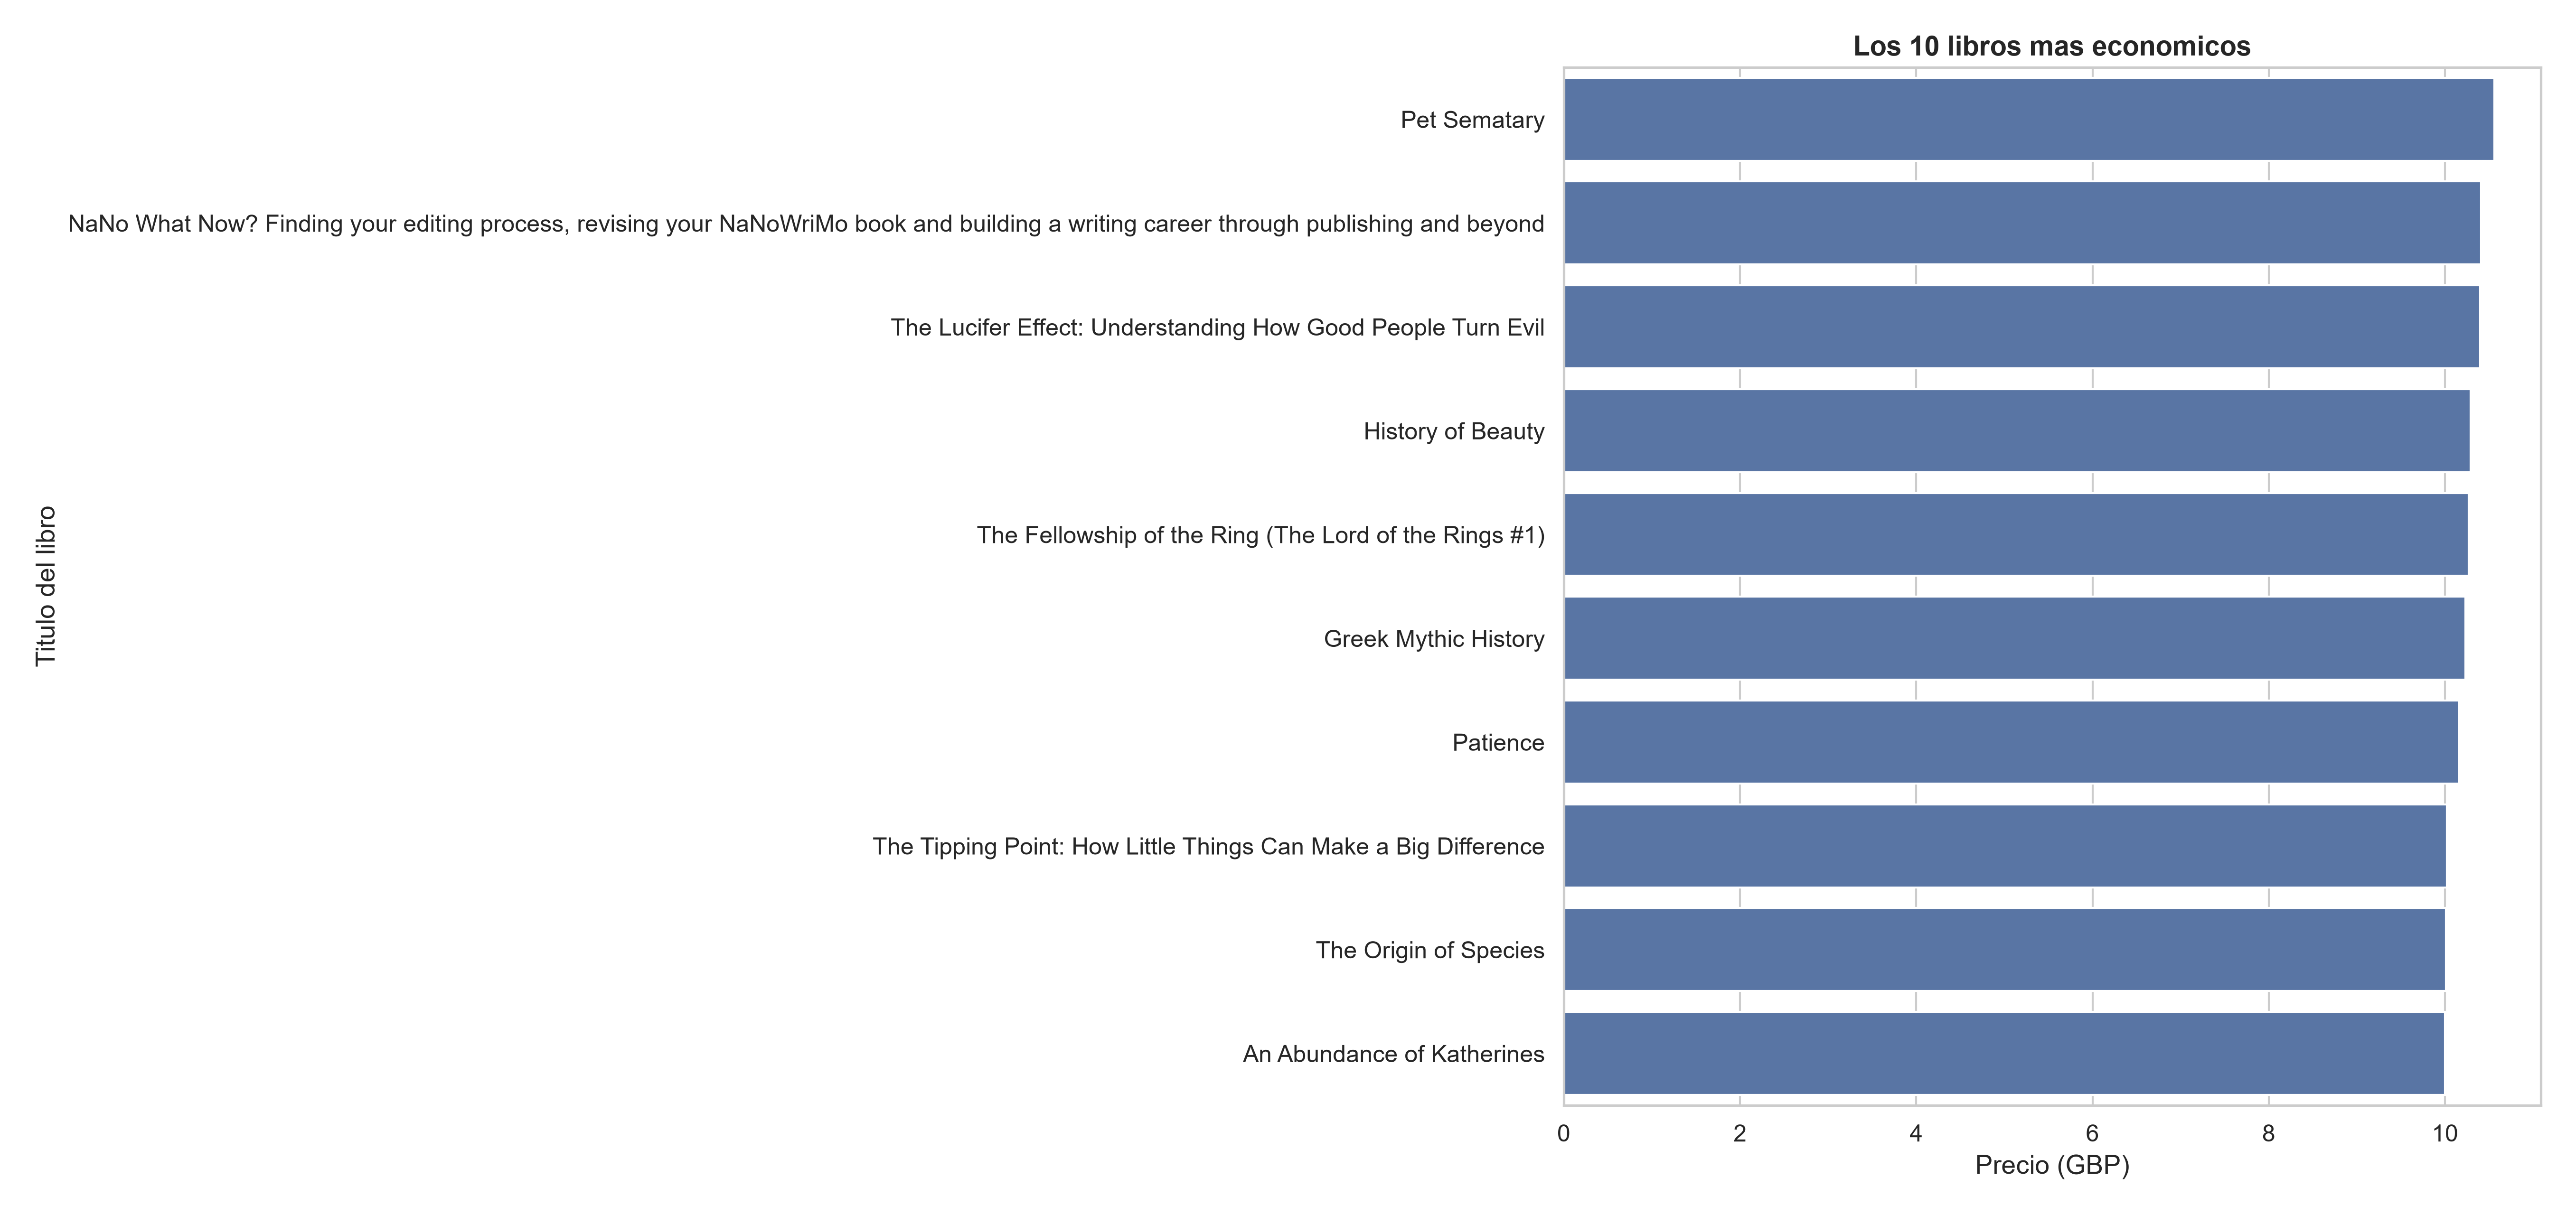 Los 10 libros mas economicos
Titulo del libro
Pet Sematary
NaNo What Now? Finding your editing process, revising your NaNoWriMo book and building a writing career through publishing and beyond
The Lucifer Effect: Understanding How Good People Turn Evil
History of Beauty
The Fellowship of the Ring (The Lord of the Rings #1)
Greek Mythic History
Patience
The Tipping Point: How Little Things Can Make a Big Difference
The Origin of Species
An Abundance of Katherines
0 2 4 6 8 10
Precio (GBP)